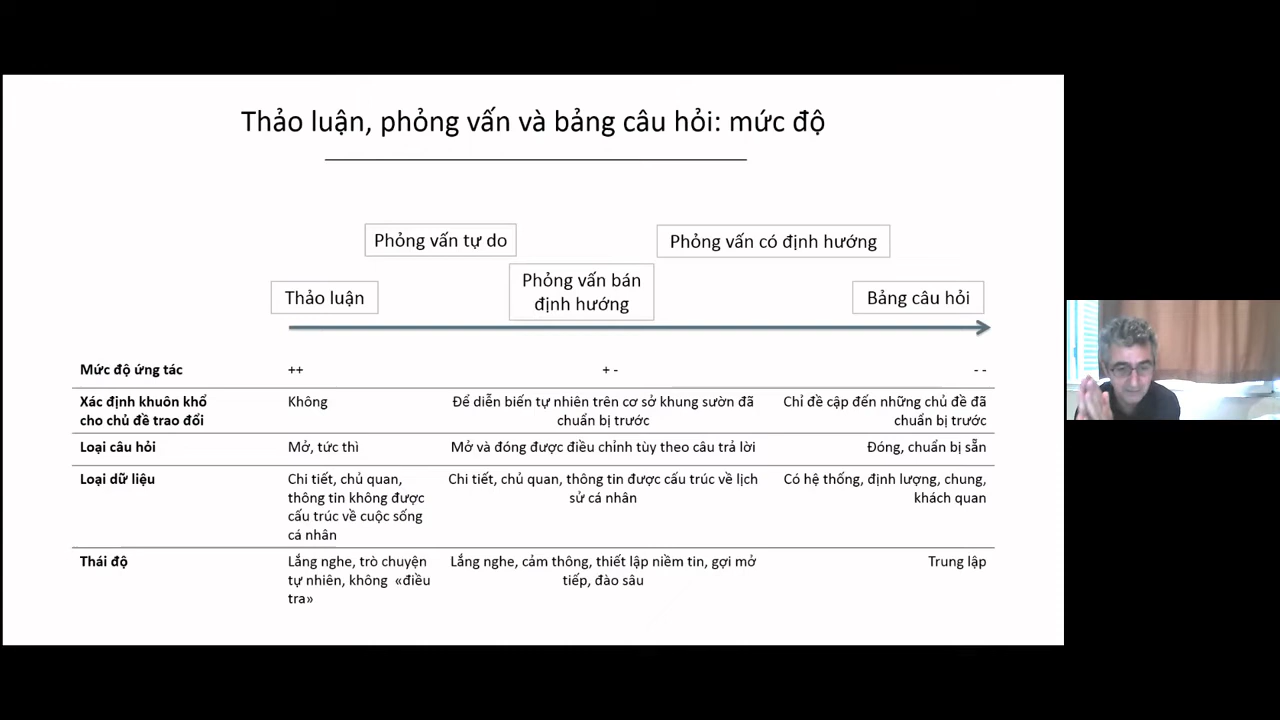 Thảo luận, phỏng vấn và bảng câu hỏi: mức độ
Phỏng vấn tự do
Phỏng vấn có định hướng
Phỏng vấn bán
định hướng
Thảo luận
Bảng câu hỏi
Mức độ ứng tác
++
+ -
- -
Xác định khuôn khổ
cho chủ đề trao đổi
Không
Để diễn biến tự nhiên trên cơ sở khung sườn đã
chuẩn bị trước
Chỉ đề cập đến những chủ đề đã
chuẩn bị trước
Loại câu hỏi
Mở, tức thì
Mở và đóng được điều chỉnh tùy theo câu trả lời
Đóng, chuẩn bị sẵn
Loại dữ liệu
Chi tiết, chủ quan,
thông tin không được
cấu trúc về cuộc sống
cá nhân
Chi tiết, chủ quan, thông tin được cấu trúc về lịch
sử cá nhân
Có hệ thống, định lượng, chung,
khách quan
Thái độ
Lắng nghe, trò chuyện
tự nhiên, không «điều
tra»
Lắng nghe, cảm thông, thiết lập niềm tin, gợi mở
tiếp, đào sâu
Trung lập